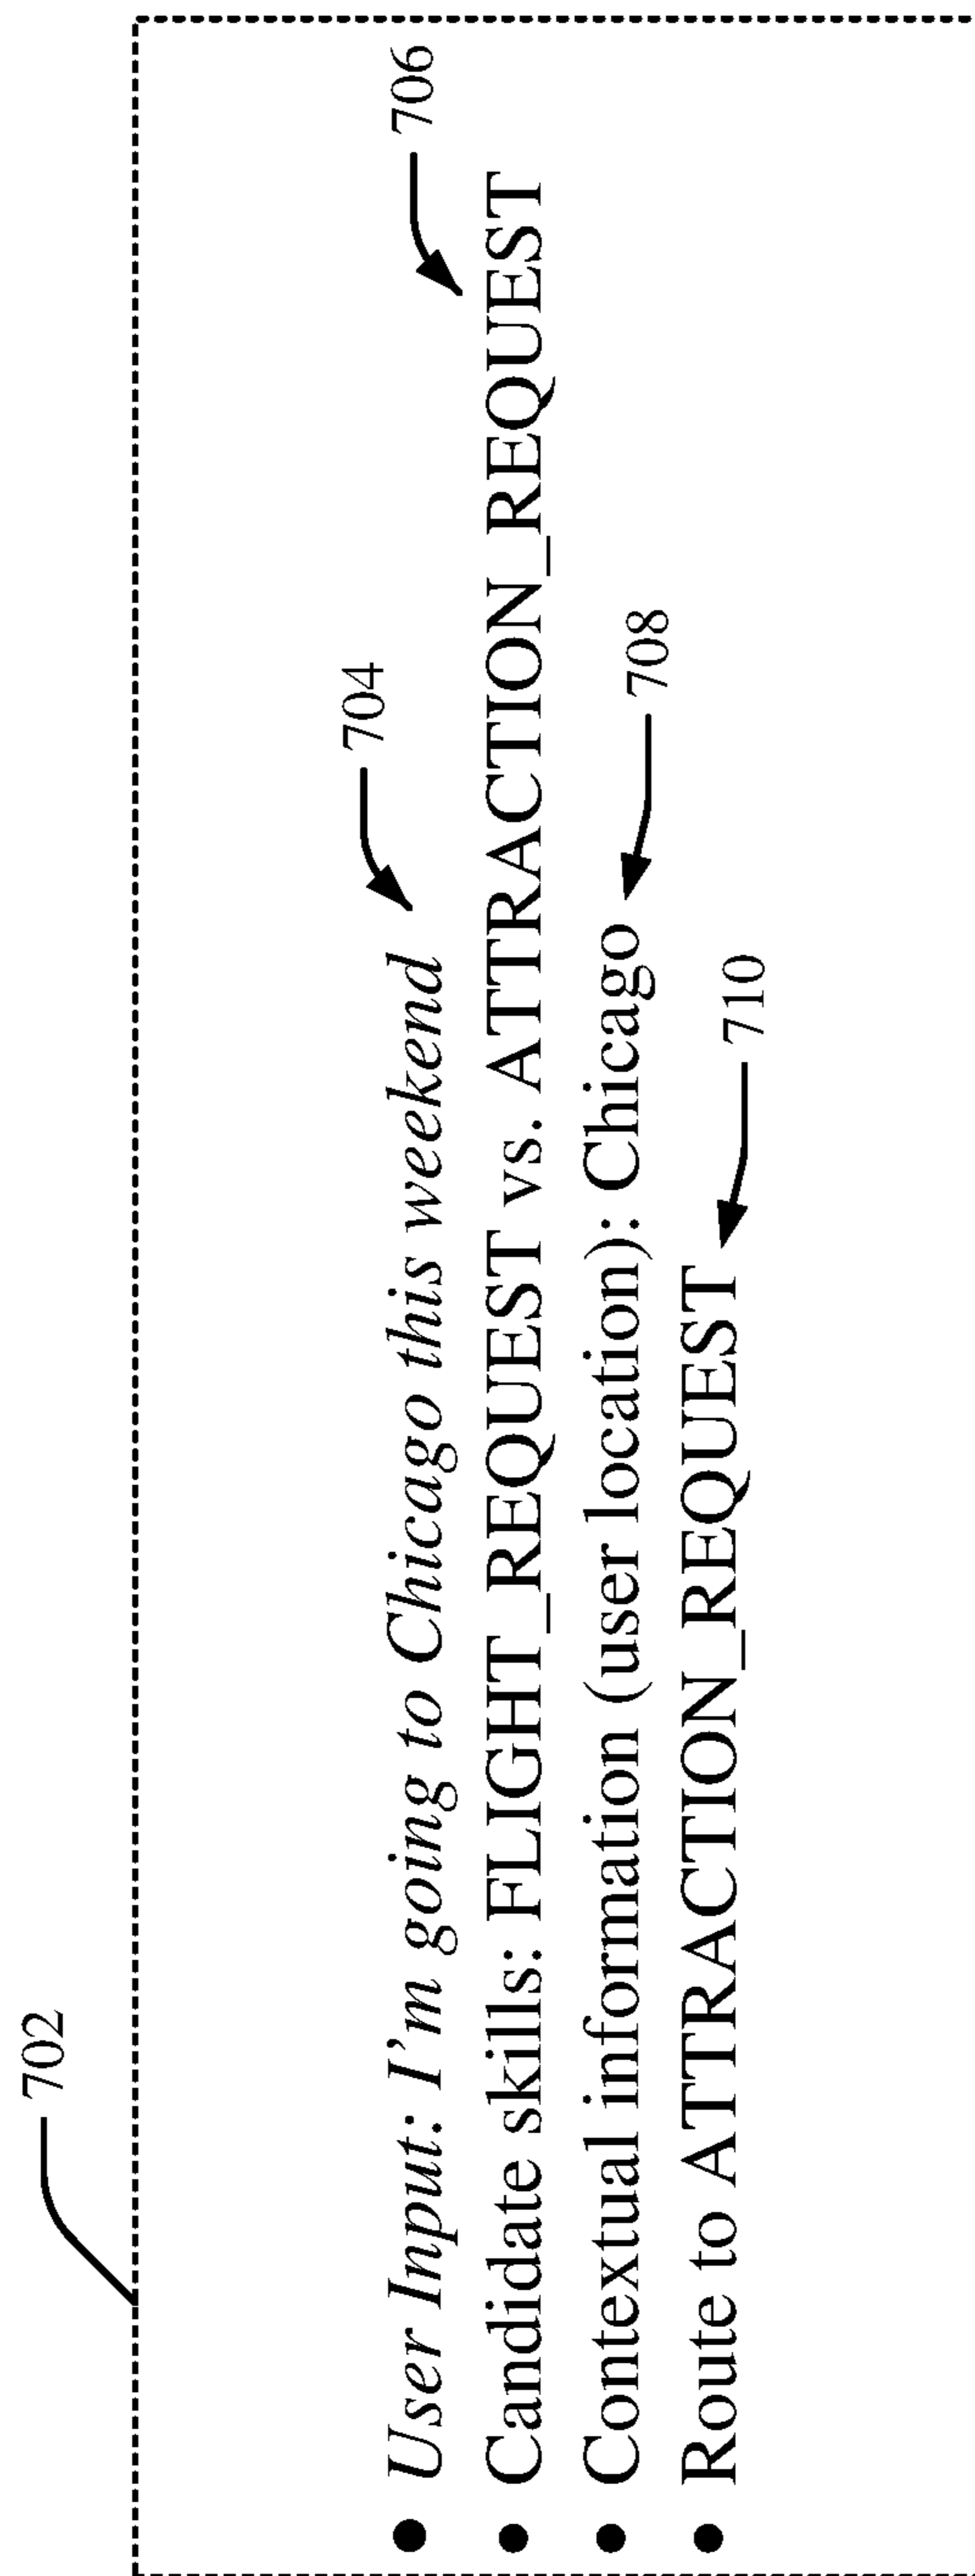 702
704
• User Input: I'm going to Chicago this weekend
706
• Candidate skills: FLIGHT_REQUEST vs. ATTRACTION_REQUEST
• Contextual information (user location): Chicago
708
• Route to ATTRACTION_REQUEST
710